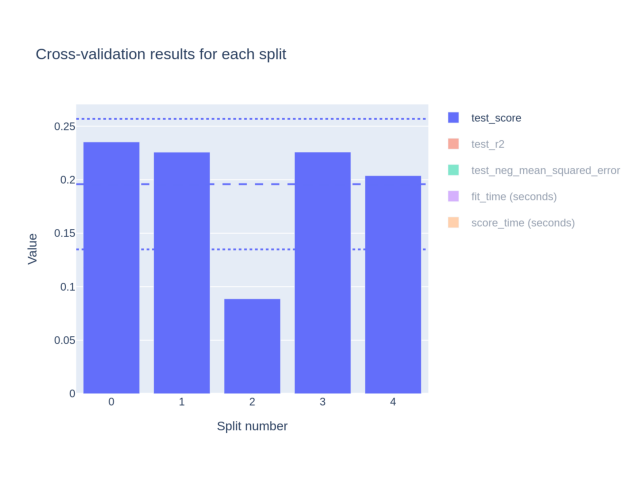 Cross-validation results for each split
test_score
test_r2
test_neg_mean_squared_error
fit_time (seconds)
score_time (seconds)
0.25
0.2
0.15
0.1
0.05
0
Value
0 1 2 3 4
Split number